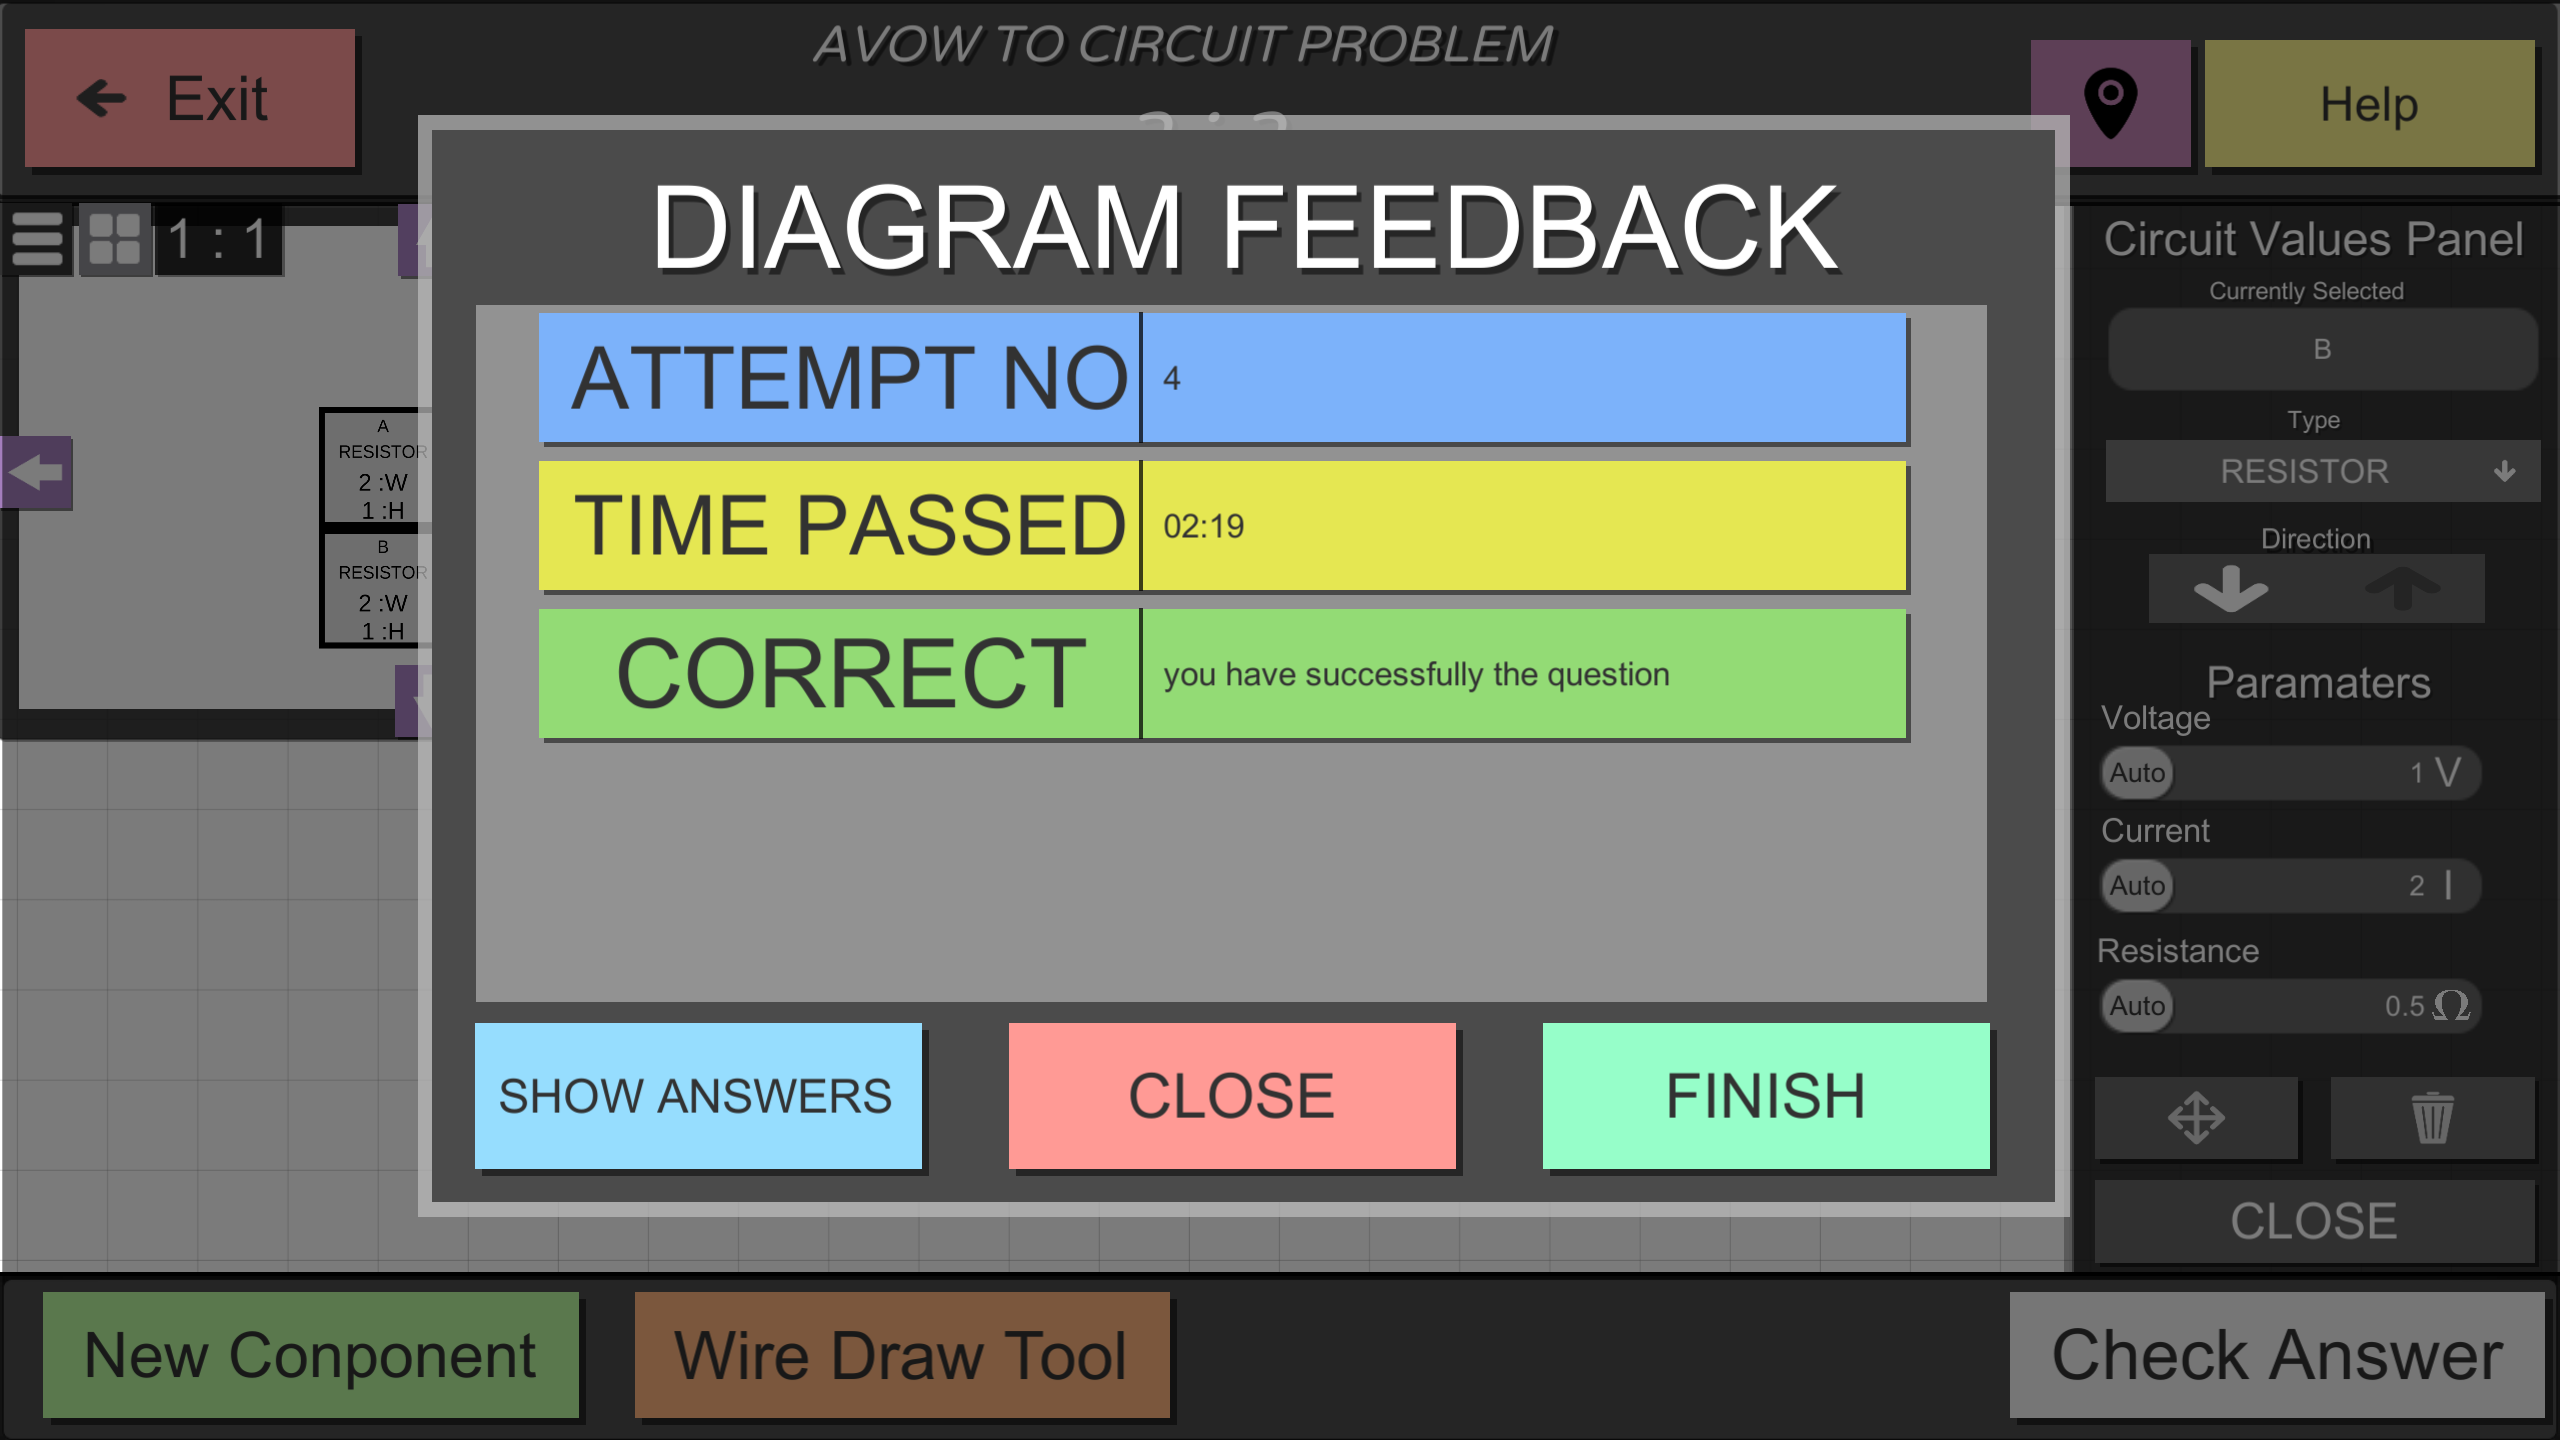 AVOW TO CIRCUIT PROBLEM
Exit
Help
1 : 1
DIAGRAM FEEDBACK
ATTEMPT NO 4
TIME PASSED 02:19
CORRECT you have successfully the question
SHOW ANSWERS
CLOSE
FINISH
A
RESISTOR
2 :W
1 :H
B
RESISTOR
2 :W
1 :H
Circuit Values Panel
Currently Selected
B
Type
RESISTOR
Direction
Paramaters
Voltage
Auto 1 V
Current
Auto 2 I
Resistance
Auto 0.5 Ω
CLOSE
New Conponent
Wire Draw Tool
Check Answer